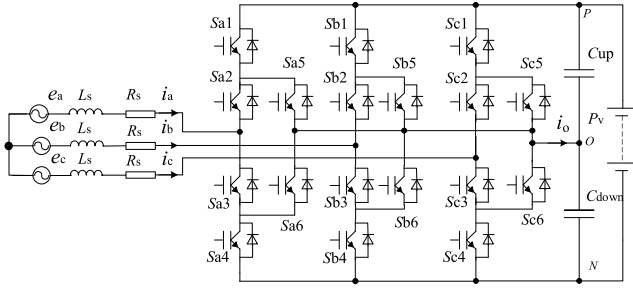 Sa1 Sb1 Sc1 P
Sa2 Sa5 Sb2 Sb5 Sc2 Sc5 Cup
ea Ls Rs ia
eb Ls Rs ib io Pv
ec Ls Rs ic O
Sa3 Sa6 Sb3 Sb6 Sc3 Sc6 Cdown
Sa4 Sb4 Sc4 N